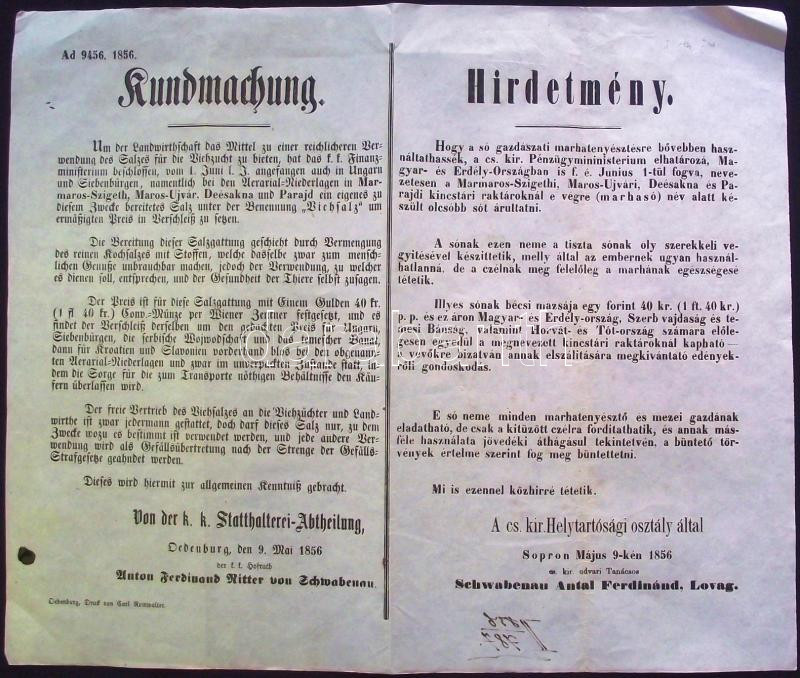 Ad 9456. 1856.
Kundmachung.
Um der Landwirthschaft das Mittel zu einer reichlicheren Ver-
wendung des Salzes für die Viehzucht zu bieten, hat das k. k. Finanz-
ministerium beschlossen, vom 1. Juni l. J. angefangen auch in Ungarn
und Siebenbürgen, namentlich bei den Aerarial-Niederlagen in Mar-
maros-Szigeth, Maros-Ujvár, Deésakna und Parajd ein eigenes zu
diesem Zwecke bereitetes Salz unter der Benennung „Viehsalz" um
ermäßigten Preis in Verschleiß zu setzen.
Die Bereitung dieser Salzgattung geschieht durch Vermengung
des reinen Kochsalzes mit Stoffen, welche dasselbe zwar zum mensch-
lichen Genuße unbrauchbar machen, jedoch der Verwendung, zu welcher
es dienen soll, entsprechen, und der Gesundheit der Thiere selbst zusagen.
Der Preis ist für diese Salzgattung mit Einem Gulden 40 kr.
(1 fl 40 kr.) Conv.-Münze per Wiener Zentner festgesetzt, und es
findet der Verschleiß derselben um den gedachten Preis für Ungarn,
Siebenbürgen, die serbische Wojwodschaft und das temescher Banat,
dann für Kroatien und Slavonien vorderhand blos bei den obgenann-
ten Aerarial-Niederlagen und zwar im unverpackten Zustande statt, in-
dem die Sorge für die zum Transporte nöthigen Behältnisse den Käu-
fern überlassen wird.
Der freie Vertrieb des Viehsalzes an die Viehzüchter und Land-
wirthe ist zwar jedermann gestattet, doch darf dieses Salz nur, zu dem
Zwecke wozu es bestimmt ist verwendet werden, und jede andere Ver-
wendung wird als Gefällsübertretung nach der Strenge der Gefälls-
Strafgesetze geahndet werden.
Dieses wird hiermit zur allgemeinen Kenntniß gebracht.
Von der k. k. Statthalterei-Abtheilung,
Oedenburg, den 9. Mai 1856
der k. k. Hofrath
Anton Ferdinand Ritter von Schwabenau.
Oedenburg, Druck von Carl Romwalter.
Hirdetmény.
Hogy a só gazdászati marhatenyésztésre bővebben hasz-
náltathassék, a cs. kir. Pénzügymininisterium elhatározá, Ma-
gyar- és Erdély-Országban is f. é. Junius 1-tül fogva, neve-
zetesen a Marmaros-Szigethi, Maros-Ujvári, Deésakna és Pa-
rajdi kincstári raktároknál e végre (marhasó) név alatt ké-
szült olcsóbb sót árultatni.
A sónak ezen neme a tiszta sónak oly szerekkeli ve-
gyitésével készittetik, melly által az embernek ugyan használ-
hatlanná, de a czélnak még felelőleg a marhának egészségesé
tétetik.
Illyes sónak bécsi mazsája egy forint 40 kr. (1 ft. 40 kr.)
p. p. és ez áron Magyar- és Erdély-ország, Szerb vajdaság és te-
mesi Bánság, valamint Horvát- és Tót-ország számara előle-
gesen egyedül a megnevezett kincstári raktároknál kapható —
a vevőkre bizatván annak elszálitására megkivántató edények-
rőli gondoskodás.
E só neme minden marhatenyésztő és mezei gazdának
eladatható, de csak a kitüzött czélra forditathatik, és annak más-
féle használata jövedéki áthágásul tekintetvén, a büntető tör-
vények értelme szerint fog meg büntettetni.
Mi is ezennel közhirré tétetik.
A cs. kir. Helytartósági osztály által
Sopron Május 9-kén 1856
cs. kir. udvari Tanácsos
Schwabenau Antal Ferdinánd, Lovag.